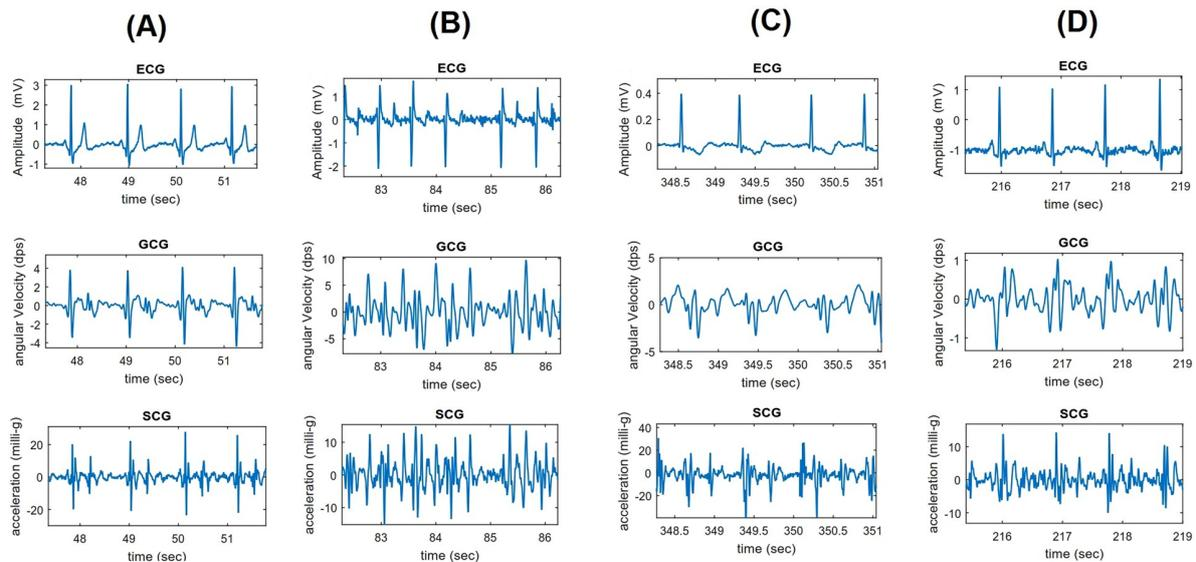 (A)
ECG
Amplitude (mV)
3
2
1
0
-1
48
49
50
51
time (sec)
GCG
angular Velocity (dps)
4
2
0
-2
-4
48
49
50
51
time (sec)
SCG
acceleration (milli-g)
20
0
-20
48
49
50
51
time (sec)
(B)
ECG
Amplitude (mV)
1
0
-1
-2
83
84
85
86
time (sec)
GCG
angular Velocity (dps)
10
5
0
-5
83
84
85
86
time (sec)
SCG
acceleration (milli-g)
10
0
-10
83
84
85
86
time (sec)
(C)
ECG
Amplitude (mV)
0.4
0.2
0
348.5
349
349.5
350
350.5
351
time (sec)
GCG
angular Velocity (dps)
5
0
-5
348.5
349
349.5
350
350.5
351
time (sec)
SCG
acceleration (milli-g)
40
20
0
-20
348.5
349
349.5
350
350.5
351
time (sec)
(D)
ECG
Amplitude (mV)
1
0
-1
216
217
218
219
time (sec)
GCG
angular Velocity (dps)
1
0
-1
216
217
218
219
time (sec)
SCG
acceleration (milli-g)
10
0
-10
216
217
218
219
time (sec)